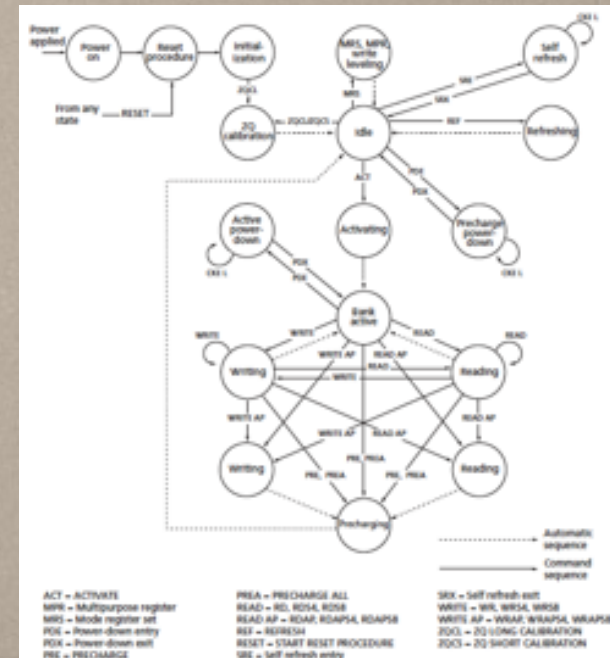 Power
applied
Power
on
Reset
procedure
Initial-
ization
MRS, MPR,
write
leveling
Self
refresh
CKE L
ZQCL
MRS
SRE
SRX
From any
state
RESET
ZQ
calibration
ZQCL/ZQCS
Idle
REF
Refreshing
ACT
PDE
PDX
Active
power-
down
Activating
Precharge
power-
down
CKE L
CKE L
PDX
PDE
Bank
active
WRITE
WRITE
READ
READ
WRITE AP
READ AP
Writing
READ
WRITE
Reading
WRITE AP
WRITE AP
READ AP
READ AP
Writing
PRE, PREA
PRE, PREA
PRE, PREA
Reading
Precharging
Automatic
sequence
Command
sequence
ACT = ACTIVATE
MPR = Multipurpose register
MRS = Mode register set
PDE = Power-down entry
PDX = Power-down exit
PRE = PRECHARGE
PREA = PRECHARGE ALL
READ = RD, RDS4, RDS8
READ AP = RDAP, RDAPS4, RDAPS8
REF = REFRESH
RESET = START RESET PROCEDURE
SRE = Self refresh entry
SRX = Self refresh exit
WRITE = WR, WRS4, WRS8
WRITE AP = WRAP, WRAPS4, WRAPS8
ZQCL = ZQ LONG CALIBRATION
ZQCS = ZQ SHORT CALIBRATION